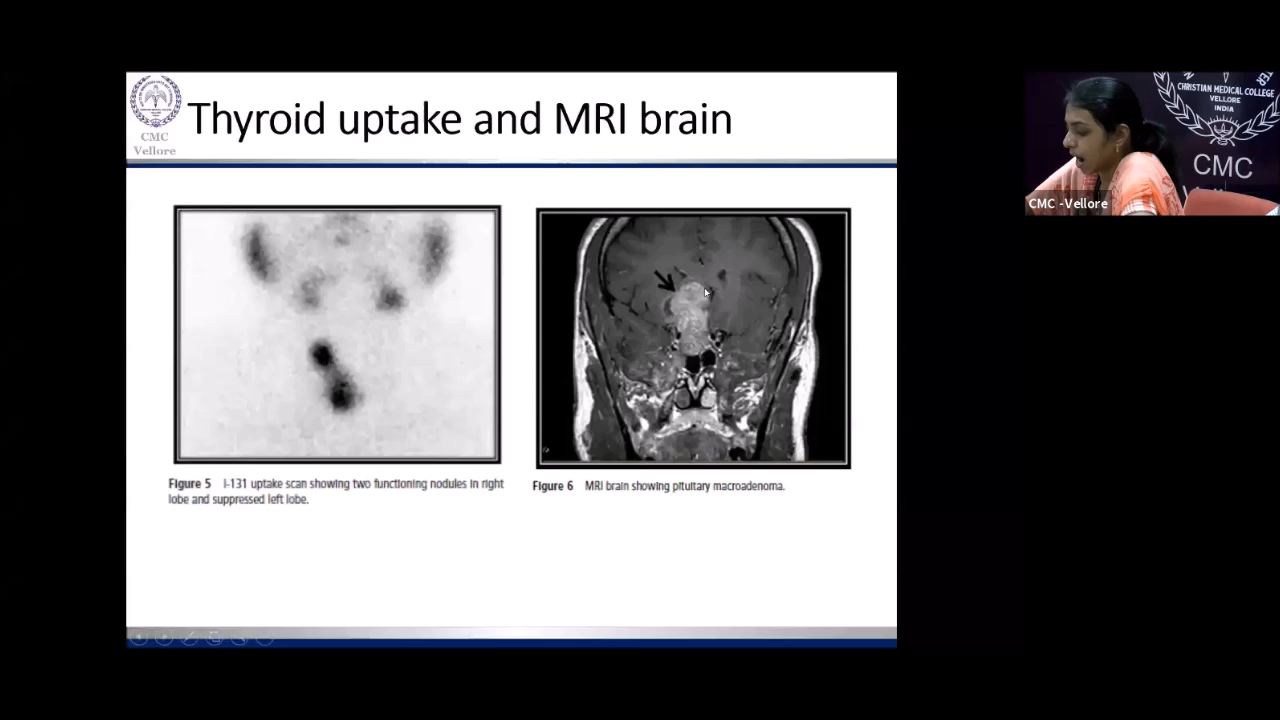 Thyroid uptake and MRI brain
CMC
Vellore
Figure 5 I-131 uptake scan showing two functioning nodules in right
lobe and suppressed left lobe.
Figure 6 MRI brain showing pituitary macroadenoma.
CHRISTIAN MEDICAL COLLEGE
VELLORE
INDIA
CMC
CMC -Vellore